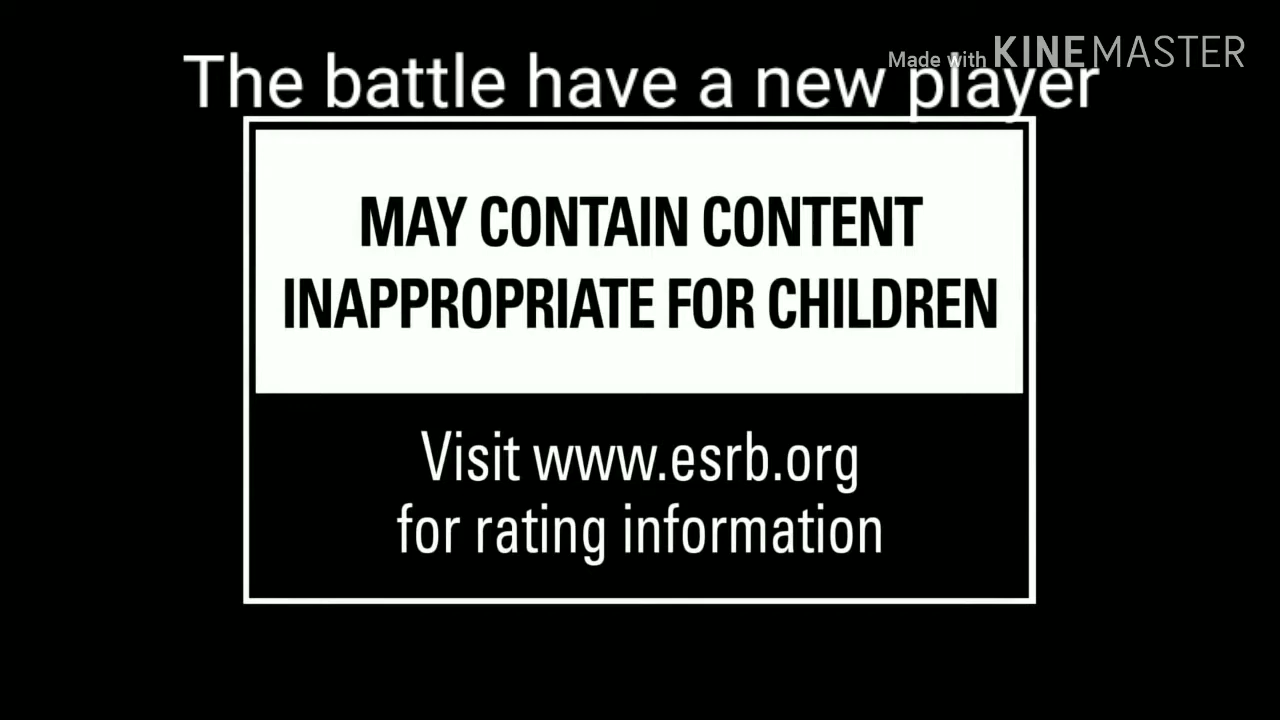 Made with KINEMASTER
The battle have a new player
MAY CONTAIN CONTENT
INAPPROPRIATE FOR CHILDREN
Visit www.esrb.org
for rating information